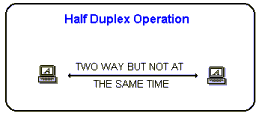 Half Duplex Operation
TWO WAY BUT NOT AT
THE SAME TIME